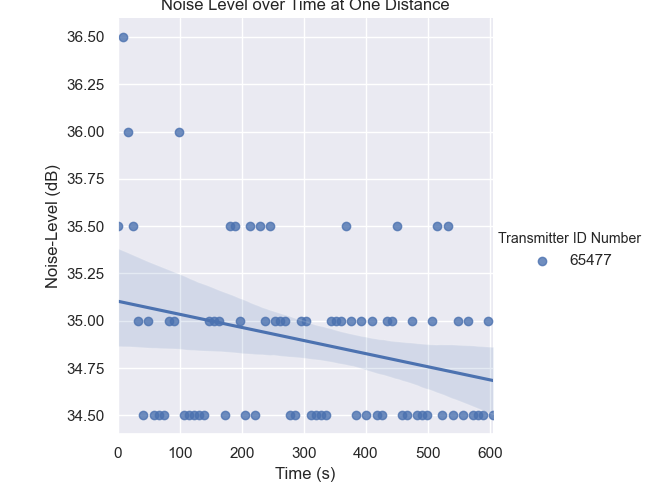 Noise Level over Time at One Distance
36.50
36.25
36.00
35.75
35.50
35.25
35.00
34.75
34.50
Noise-Level (dB)
0 100 200 300 400 500 600
Time (s)
Transmitter ID Number
65477